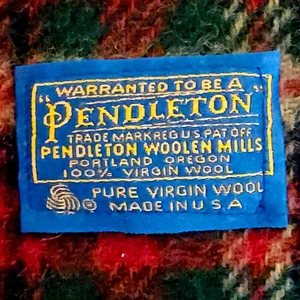 WARRANTED TO BE A
"PENDLETON"
TRADE MARK REG U.S. PAT OFF
PENDLETON WOOLEN MILLS
PORTLAND OREGON
100% VIRGIN WOOL
® PURE VIRGIN WOOL
MADE IN U S A